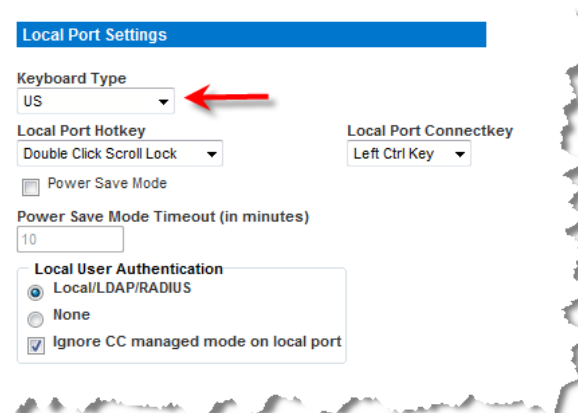 Local Port Settings
Keyboard Type
US
Local Port Hotkey
Local Port Connectkey
Double Click Scroll Lock
Left Ctrl Key
Power Save Mode
Power Save Mode Timeout (in minutes)
10
Local User Authentication
Local/LDAP/RADIUS
None
Ignore CC managed mode on local port